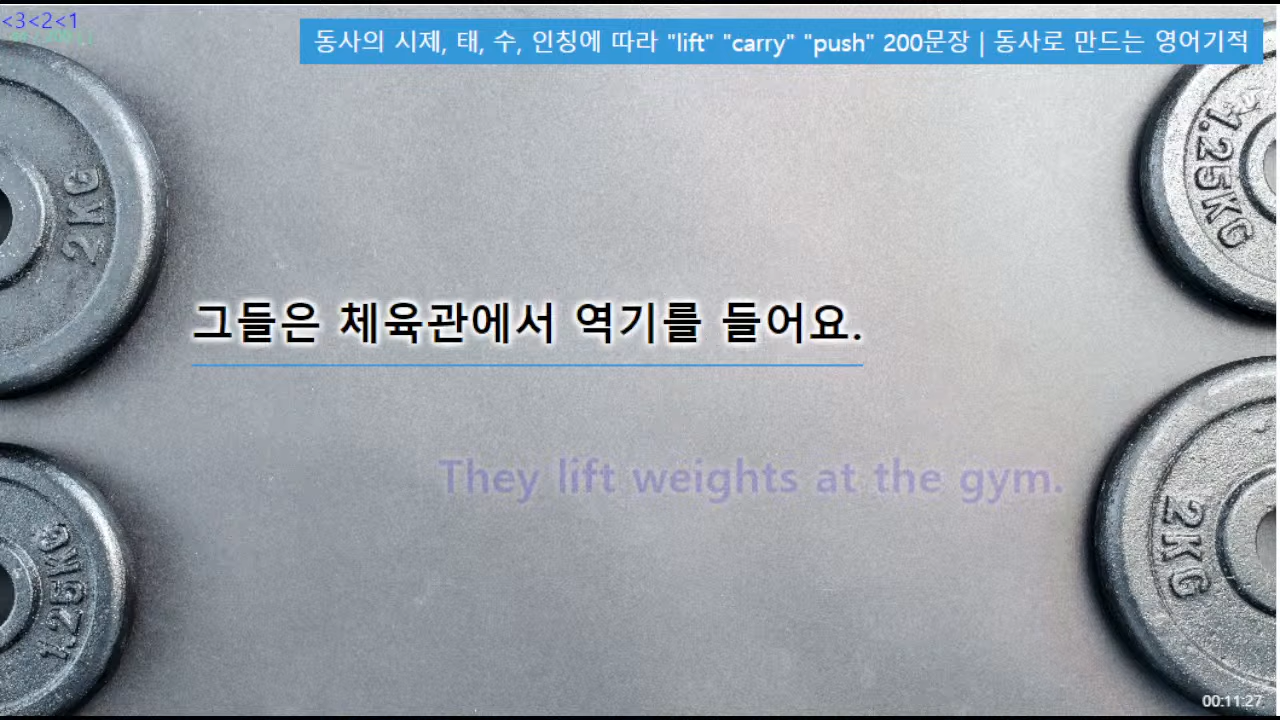 <3<2<1
동사의 시제, 태, 수, 인칭에 따라 "lift" "carry" "push" 200문장 | 동사로 만드는 영어기적
2KG
1.25KG
그들은 체육관에서 역기를 들어요.
They lift weights at the gym.
1.25KG
2KG
00:11:27